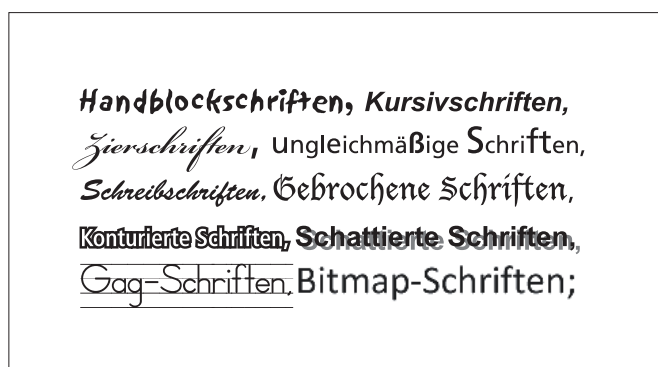 Handblockschriften, Kursivschriften,
Zierschriften, ungleichmäßige Schriften,
Schreibschriften, Gebrochene Schriften,
Konturierte Schriften, Schattierte Schriften,
Gag-Schriften, Bitmap-Schriften;